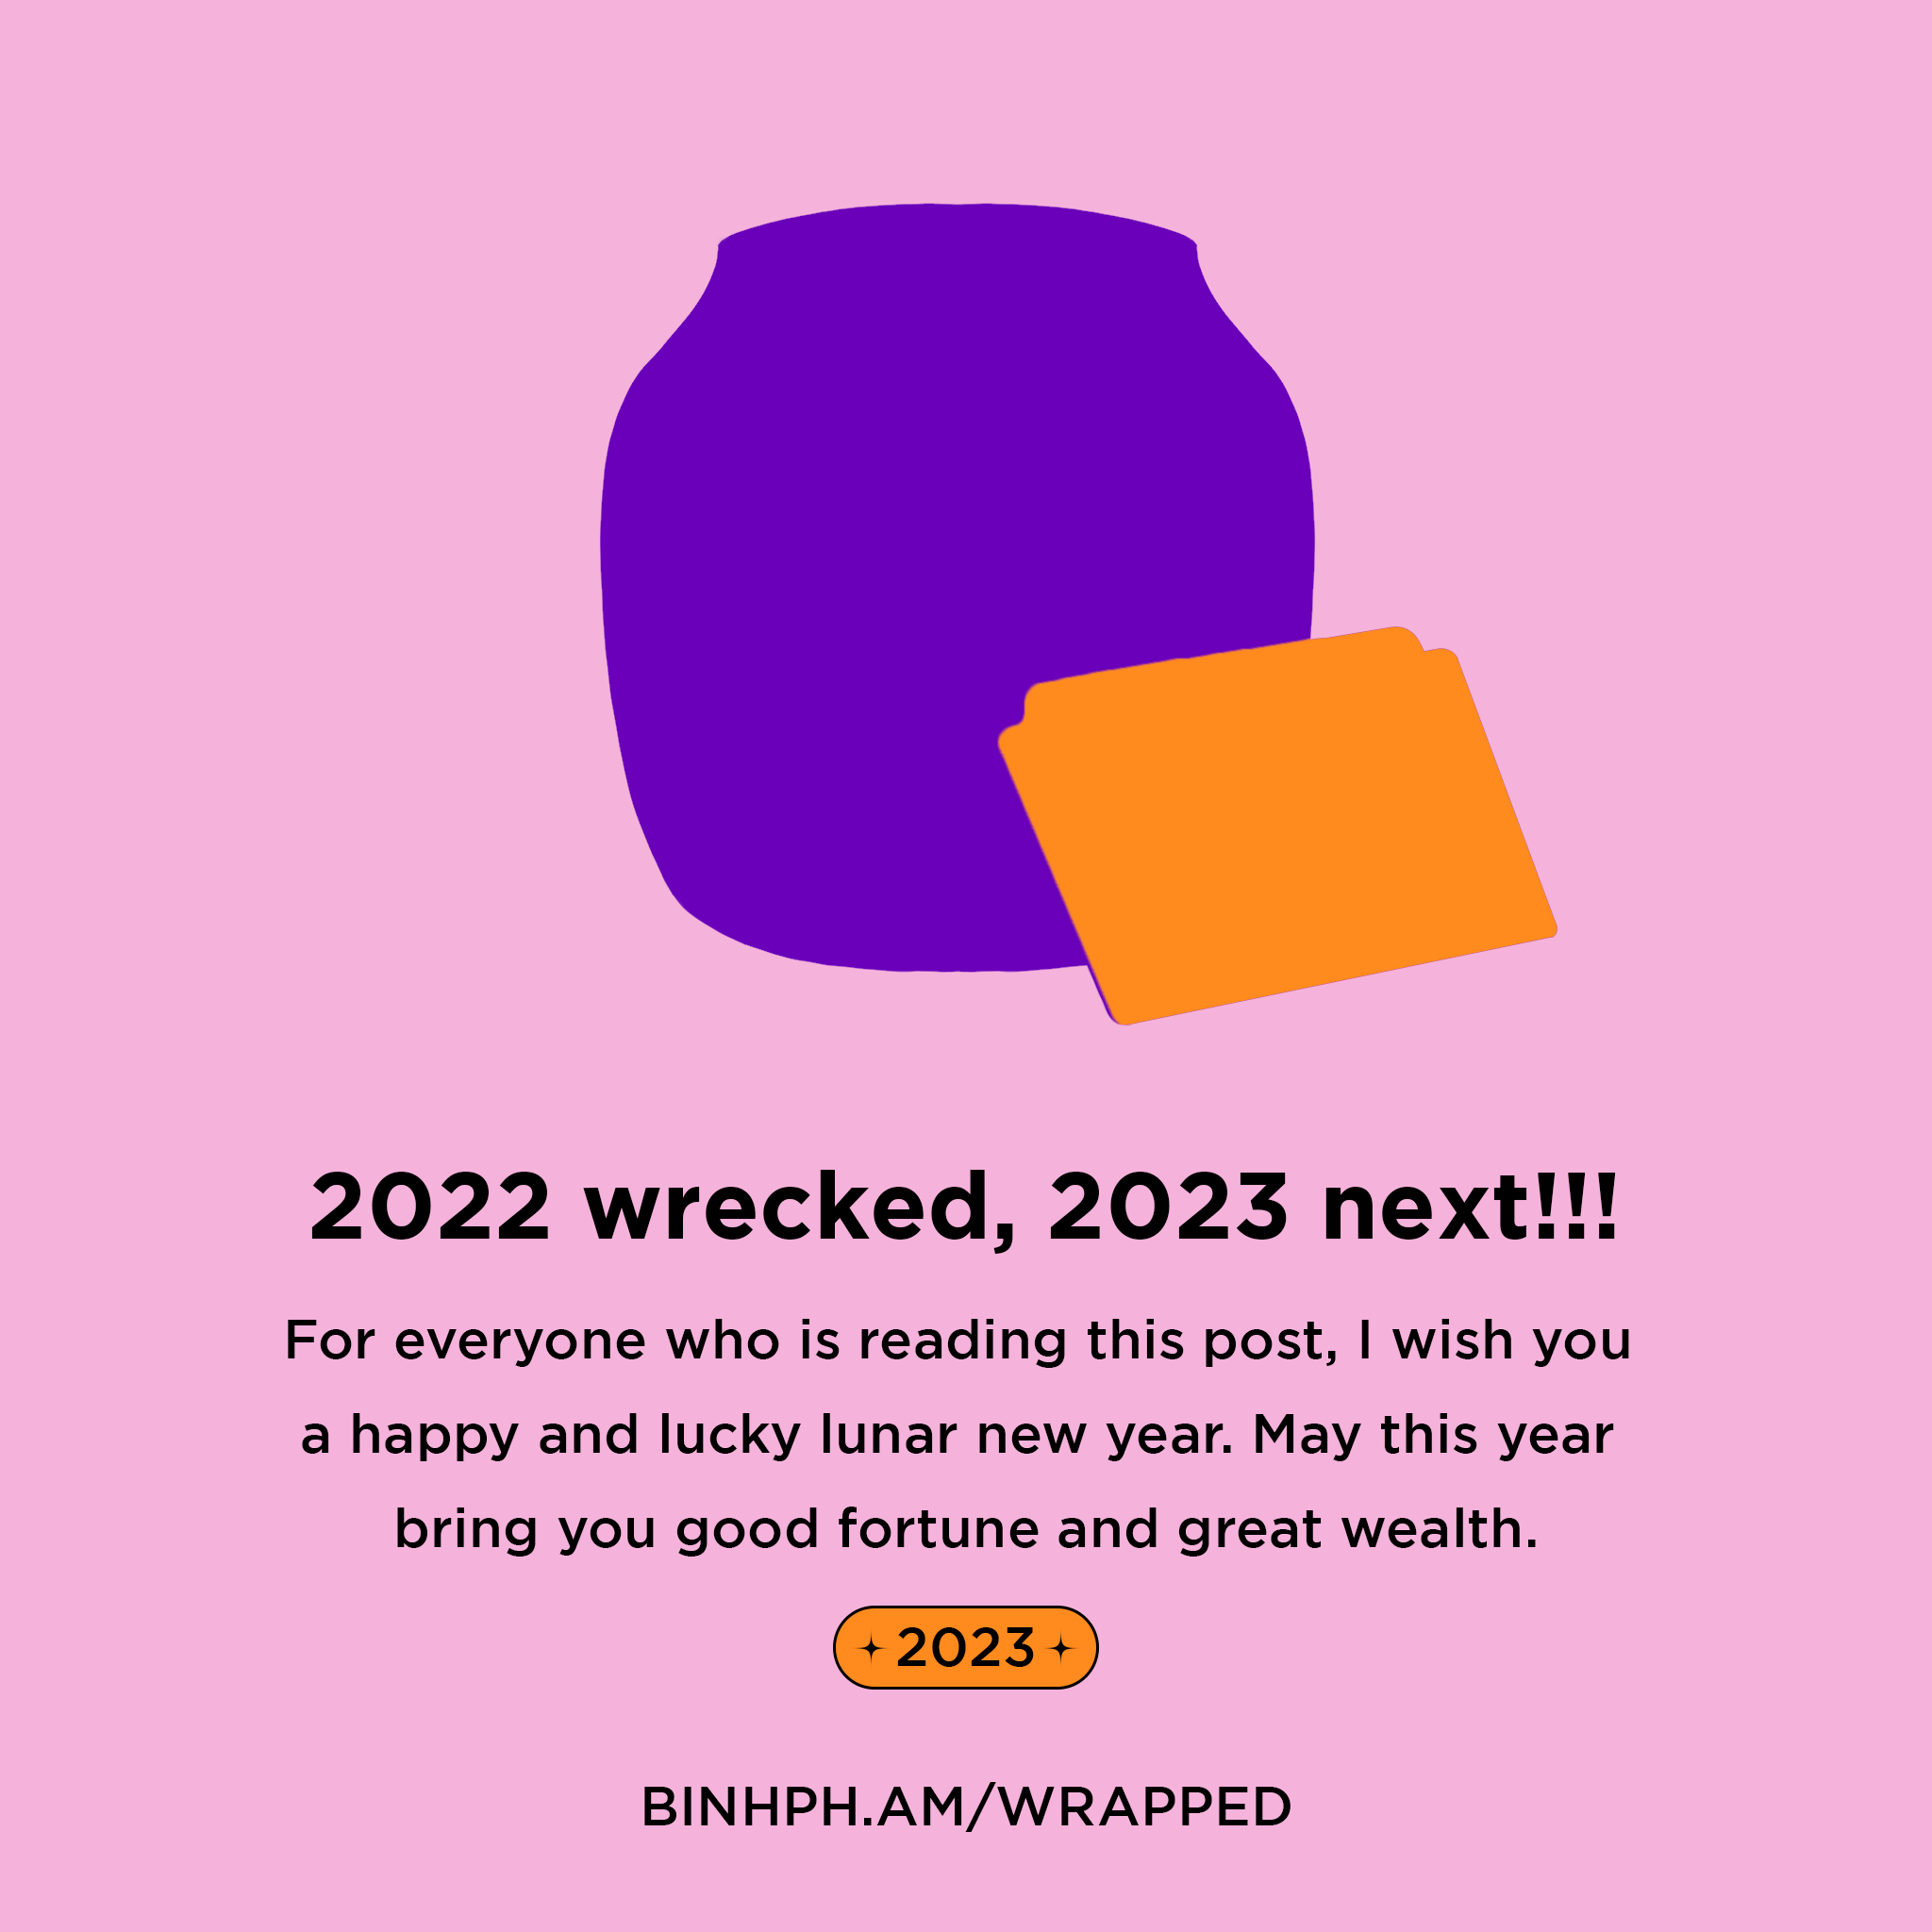 2022 wrecked, 2023 next!!!
For everyone who is reading this post, I wish you
a happy and lucky lunar new year. May this year
bring you good fortune and great wealth.
2023
BINHPH.AM/WRAPPED